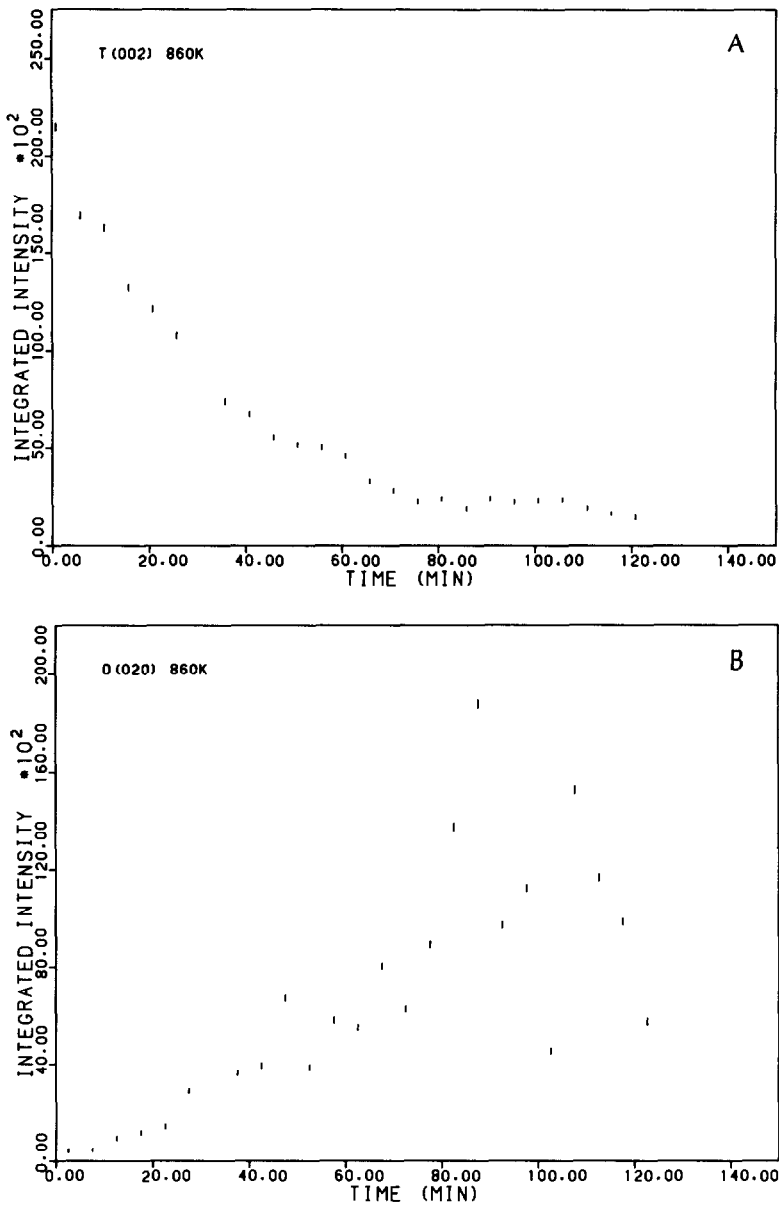 A
T(002) 860K
INTEGRATED INTENSITY *10²
250.00
200.00
150.00
100.00
50.00
0.00
0.00 20.00 40.00 60.00 80.00 100.00 120.00 140.00
TIME (MIN)
B
O(020) 860K
INTEGRATED INTENSITY *10²
200.00
160.00
120.00
80.00
40.00
0.00
0.00 20.00 40.00 60.00 80.00 100.00 120.00 140.00
TIME (MIN)